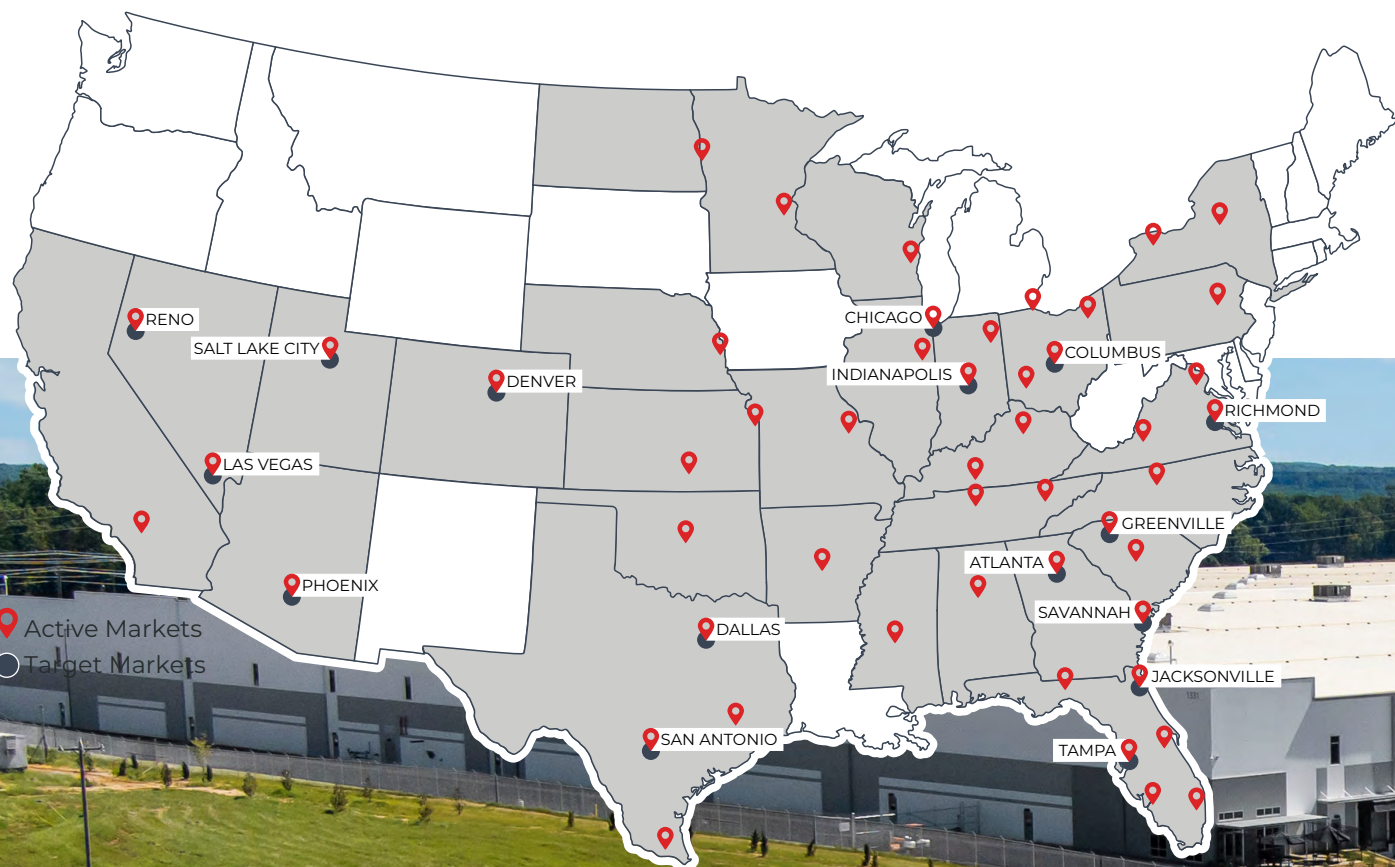 CHICAGO
RENO
SALT LAKE CITY
COLUMBUS
INDIANAPOLIS
DENVER
RICHMOND
LAS VEGAS
GREENVILLE
ATLANTA
PHOENIX
SAVANNAH
Active Markets
DALLAS
Target Markets
JACKSONVILLE
SAN ANTONIO
TAMPA